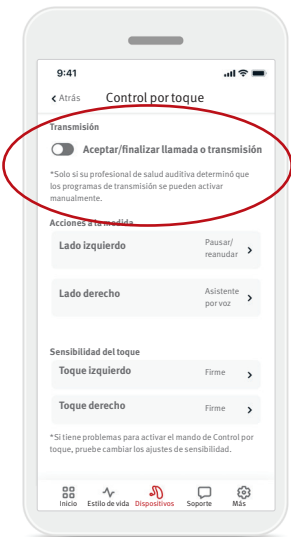 9:41
Atrás
Control por toque
Transmisión
Aceptar/finalizar llamada o transmisión
*Solo si su profesional de salud auditiva determinó que
los programas de transmisión se pueden activar
manualmente.
Acciones a la medida
Lado izquierdo
Pausar/
reanudar
Lado derecho
Asistente
por voz
Sensibilidad del toque
Toque izquierdo
Firme
Toque derecho
Firme
*Si tiene problemas para activar el mando de Control por
toque, pruebe cambiar los ajustes de sensibilidad.
Inicio
Estilo de vida
Dispositivos
Soporte
Más